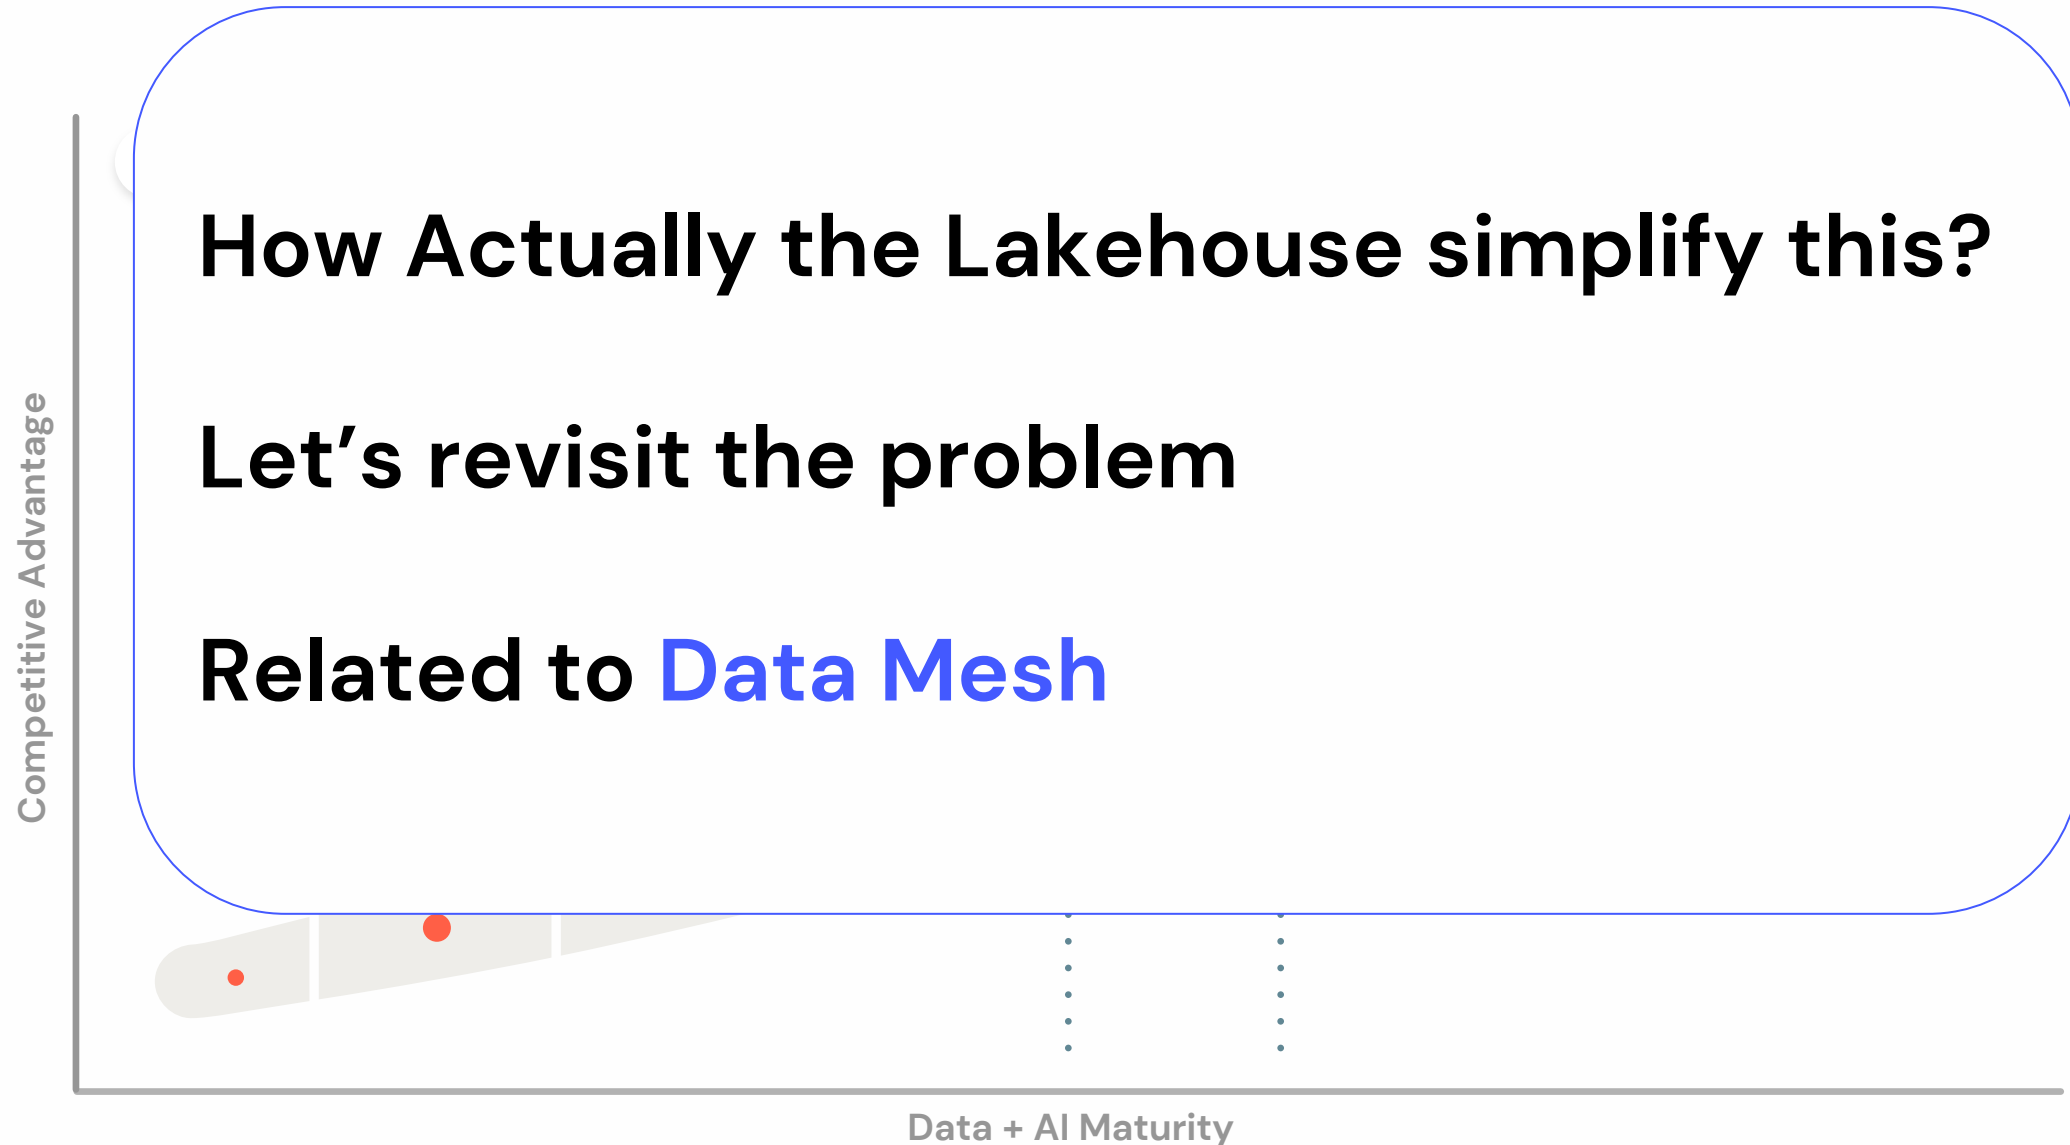 How Actually the Lakehouse simplify this?
Let’s revisit the problem
Related to Data Mesh
Competitive Advantage
Data + AI Maturity